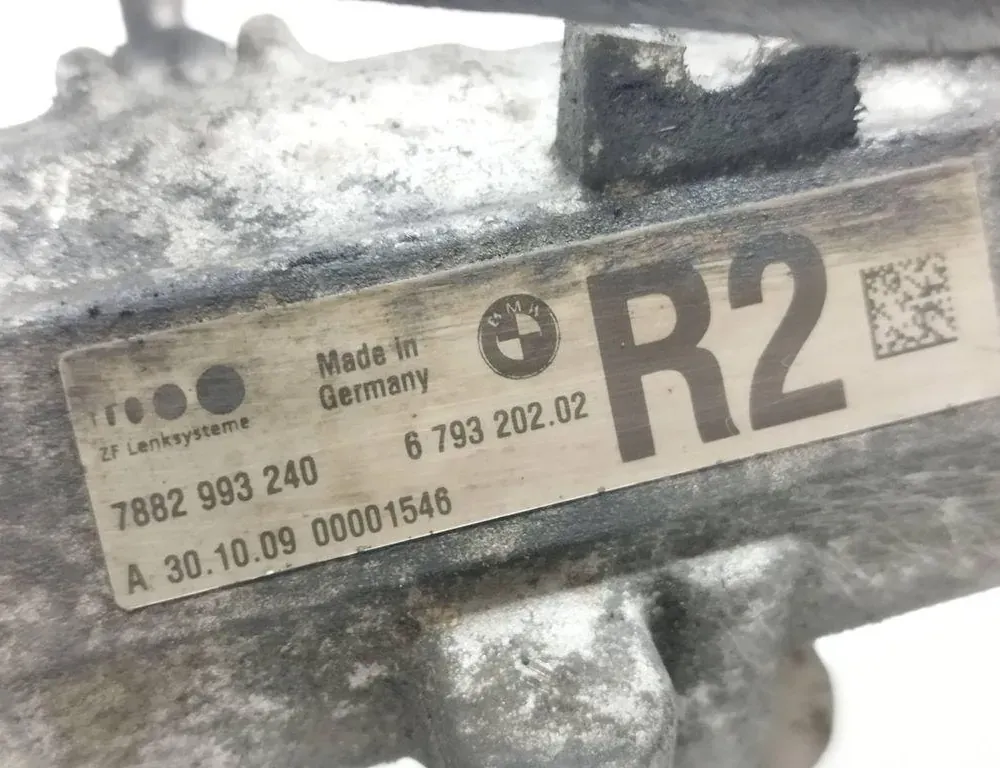 Made in
Germany
BMW
R2
ZF Lenksysteme
7882 993 240
6 793 202.02
A 30.10.09 00001546